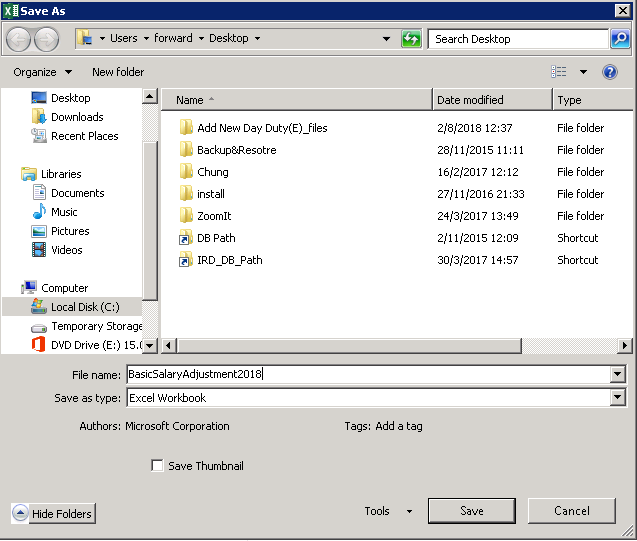 Save As
Users forward Desktop Search Desktop
Organize New folder
Desktop
Downloads
Recent Places
Libraries
Documents
Music
Pictures
Videos
Computer
Local Disk (C:)
Temporary Storage
DVD Drive (E:) 15.0
Name Date modified Type
Add New Day Duty(E)_files 2/8/2018 12:37 File folder
Backup&Resotre 28/11/2015 11:11 File folder
Chung 16/2/2017 12:12 File folder
install 27/11/2016 21:33 File folder
ZoomIt 24/3/2017 13:49 File folder
DB Path 2/11/2015 12:09 Shortcut
IRD_DB_Path 30/3/2017 14:57 Shortcut
File name: BasicSalaryAdjustment2018
Save as type: Excel Workbook
Authors: Microsoft Corporation Tags: Add a tag
Save Thumbnail
Hide Folders Tools Save Cancel